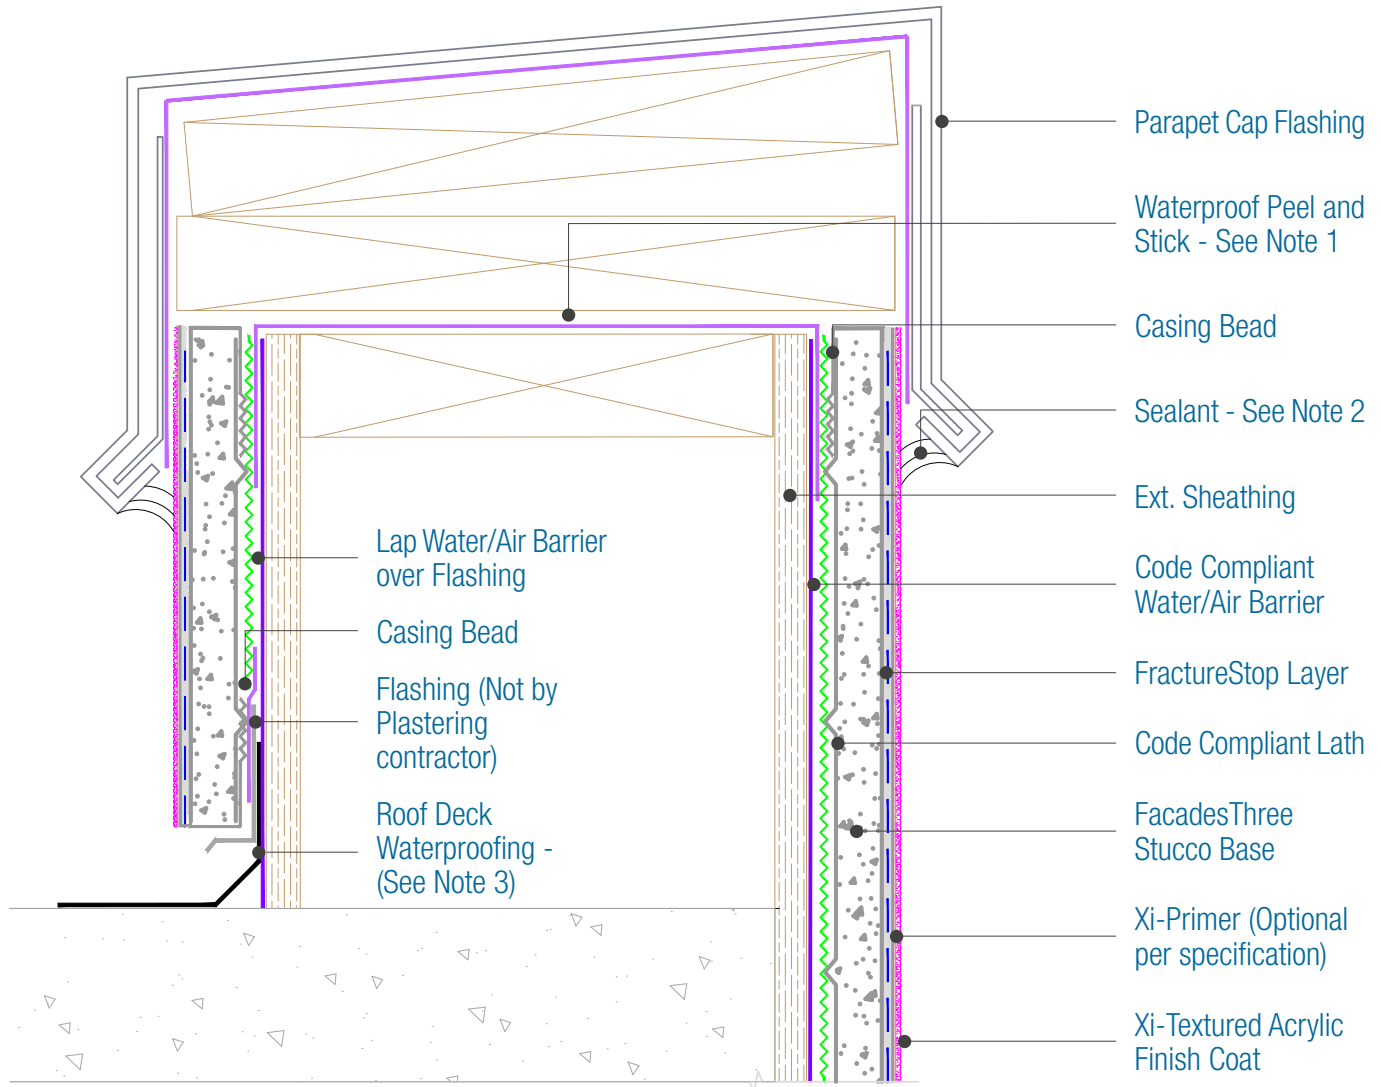 Parapet Cap Flashing
Waterproof Peel and
Stick - See Note 1
Casing Bead
Sealant - See Note 2
Ext. Sheathing
Code Compliant
Water/Air Barrier
FractureStop Layer
Code Compliant Lath
FacadesThree
Stucco Base
Xi-Primer (Optional
per specification)
Xi-Textured Acrylic
Finish Coat
Lap Water/Air Barrier
over Flashing
Casing Bead
Flashing (Not by
Plastering
contractor)
Roof Deck
Waterproofing -
(See Note 3)